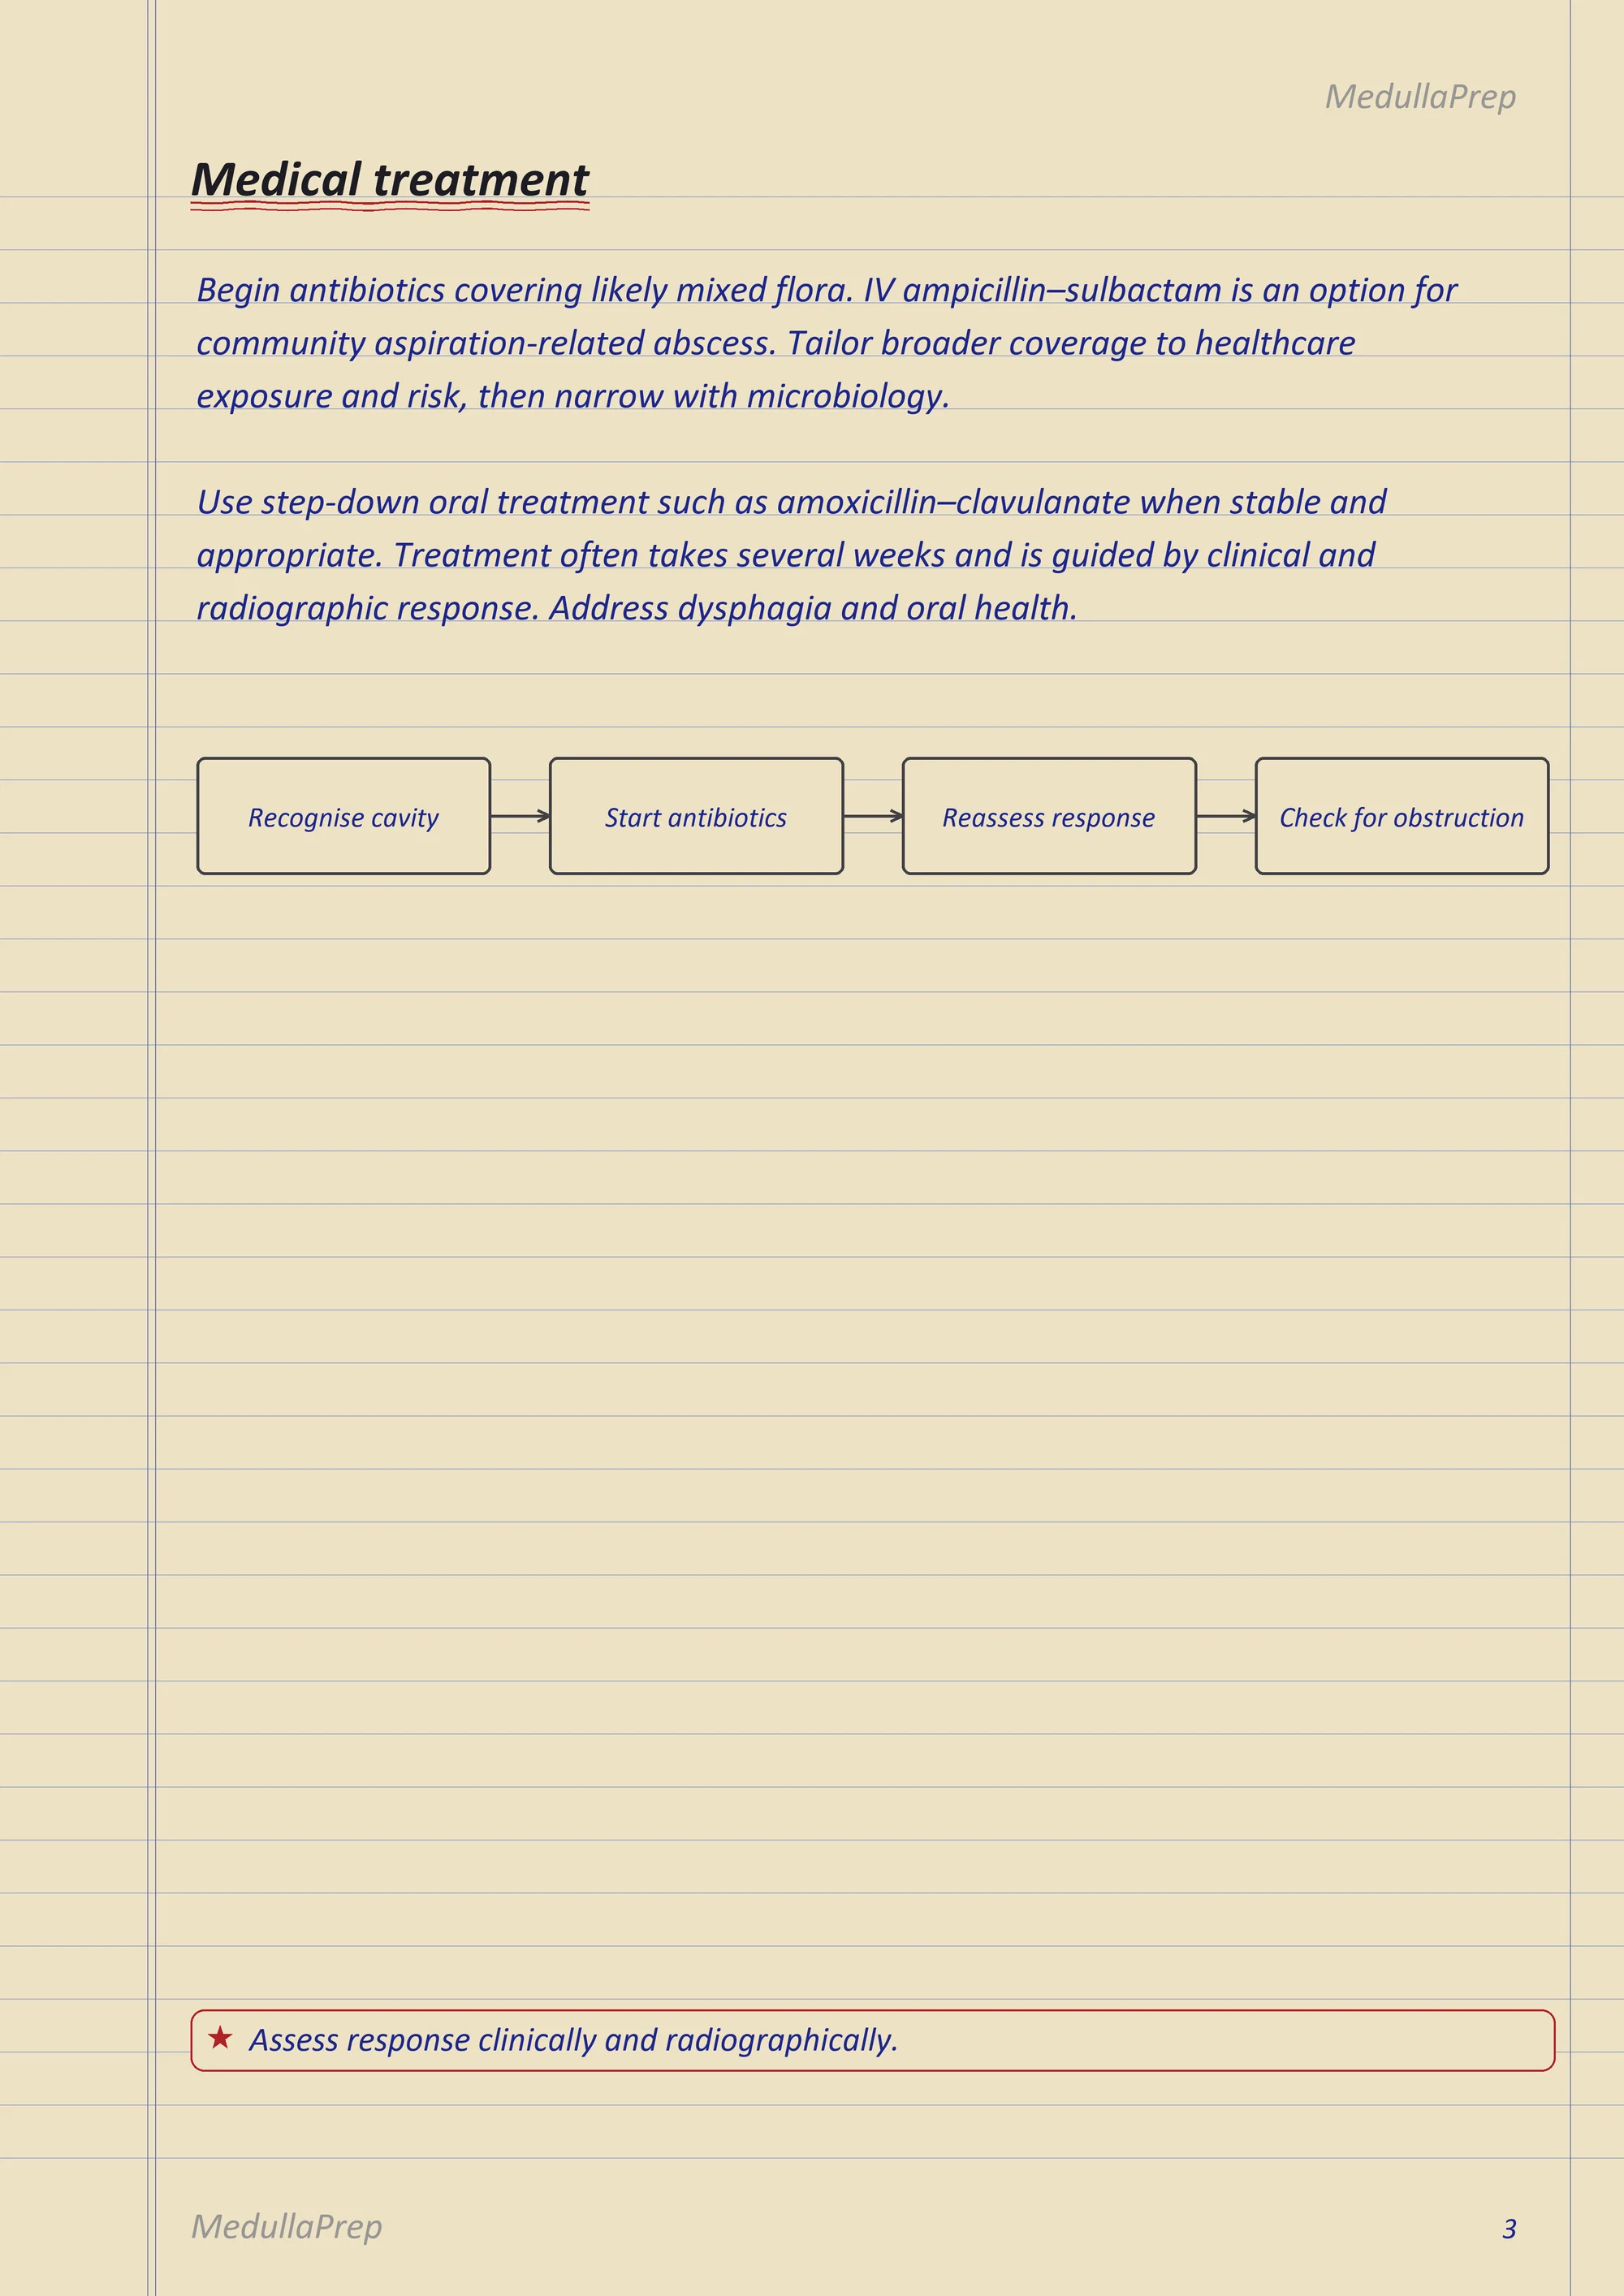 MedullaPrep
Medical treatment
Begin antibiotics covering likely mixed flora. IV ampicillin–sulbactam is an option for
community aspiration-related abscess. Tailor broader coverage to healthcare
exposure and risk, then narrow with microbiology.
Use step-down oral treatment such as amoxicillin–clavulanate when stable and
appropriate. Treatment often takes several weeks and is guided by clinical and
radiographic response. Address dysphagia and oral health.
Recognise cavity
Start antibiotics
Reassess response
Check for obstruction
★ Assess response clinically and radiographically.
MedullaPrep
3